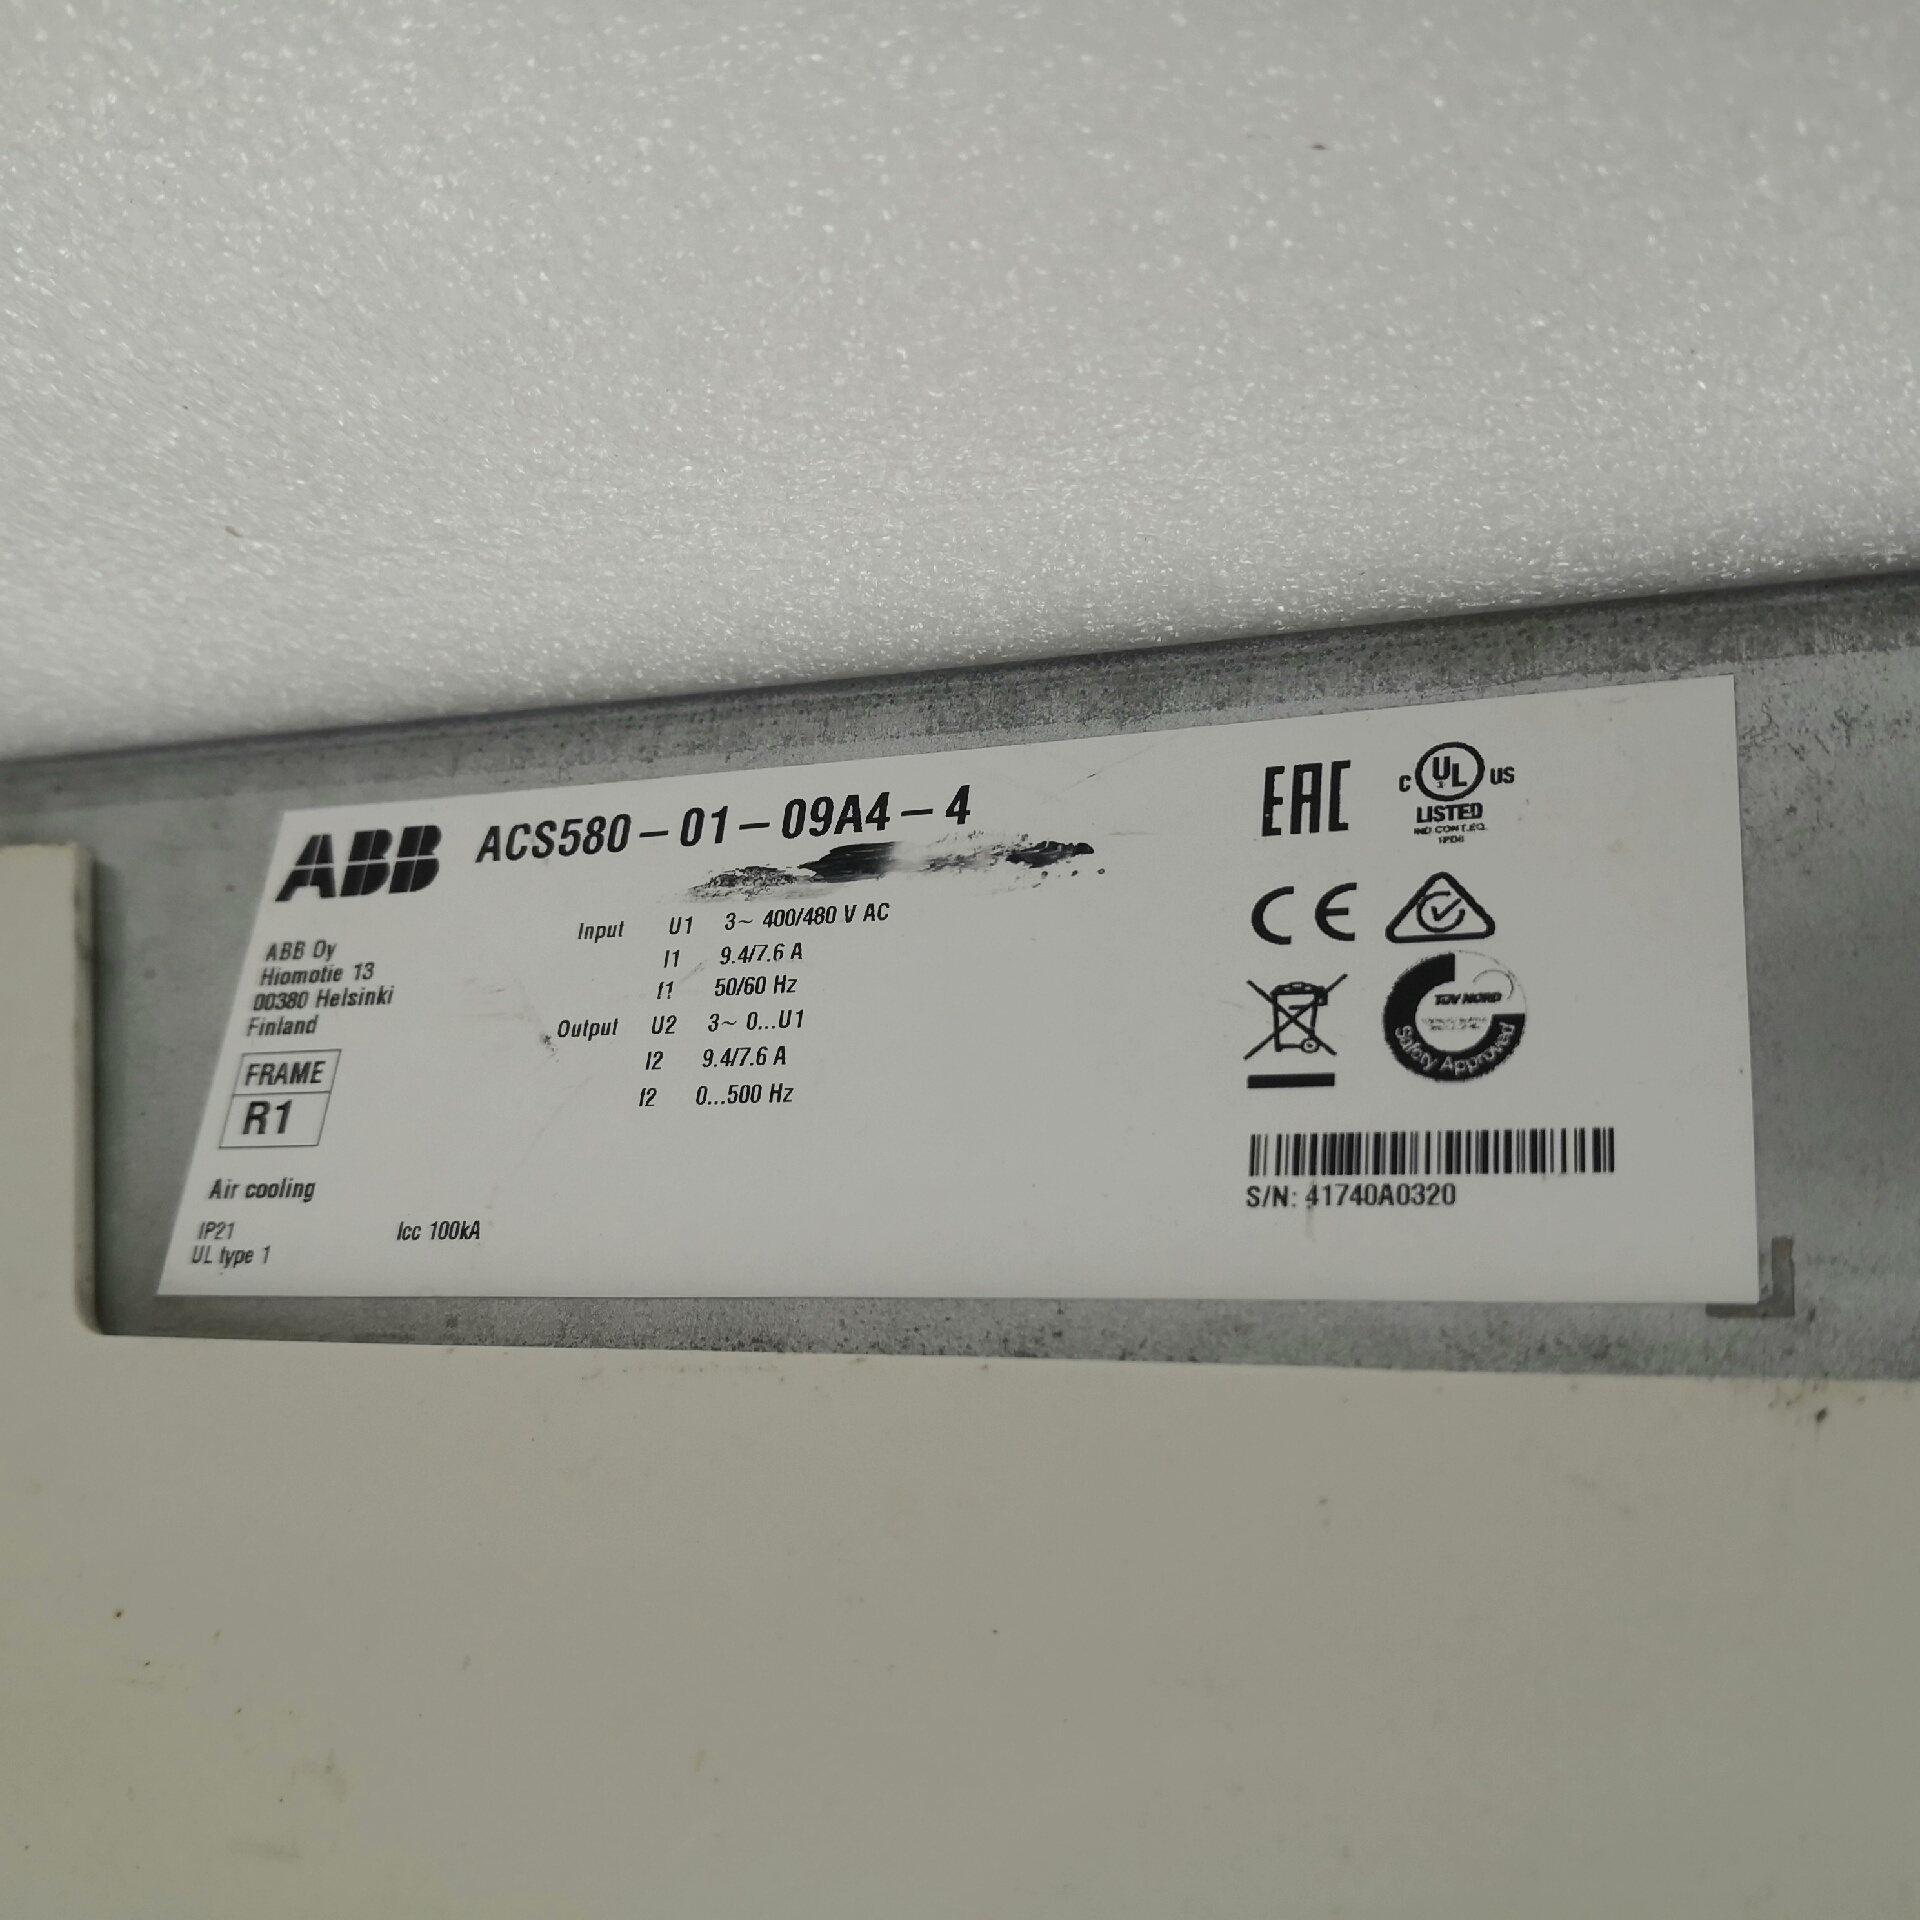 ABB ACS580-01-09A4-4
ABB Oy
Hiomotie 13
00380 Helsinki
Finland
FRAME
R1
Air cooling
IP21
UL type 1
Icc 100kA
Input U1 3~ 400/480 V AC
I1 9.4/7.6 A
f1 50/60 Hz
Output U2 3~ 0...U1
I2 9.4/7.6 A
f2 0...500 Hz
EAC
C UL US
LISTED
IND.CONT.EQ.
CE
TÜV NORD
Safety Approved
S/N: 41740A0320